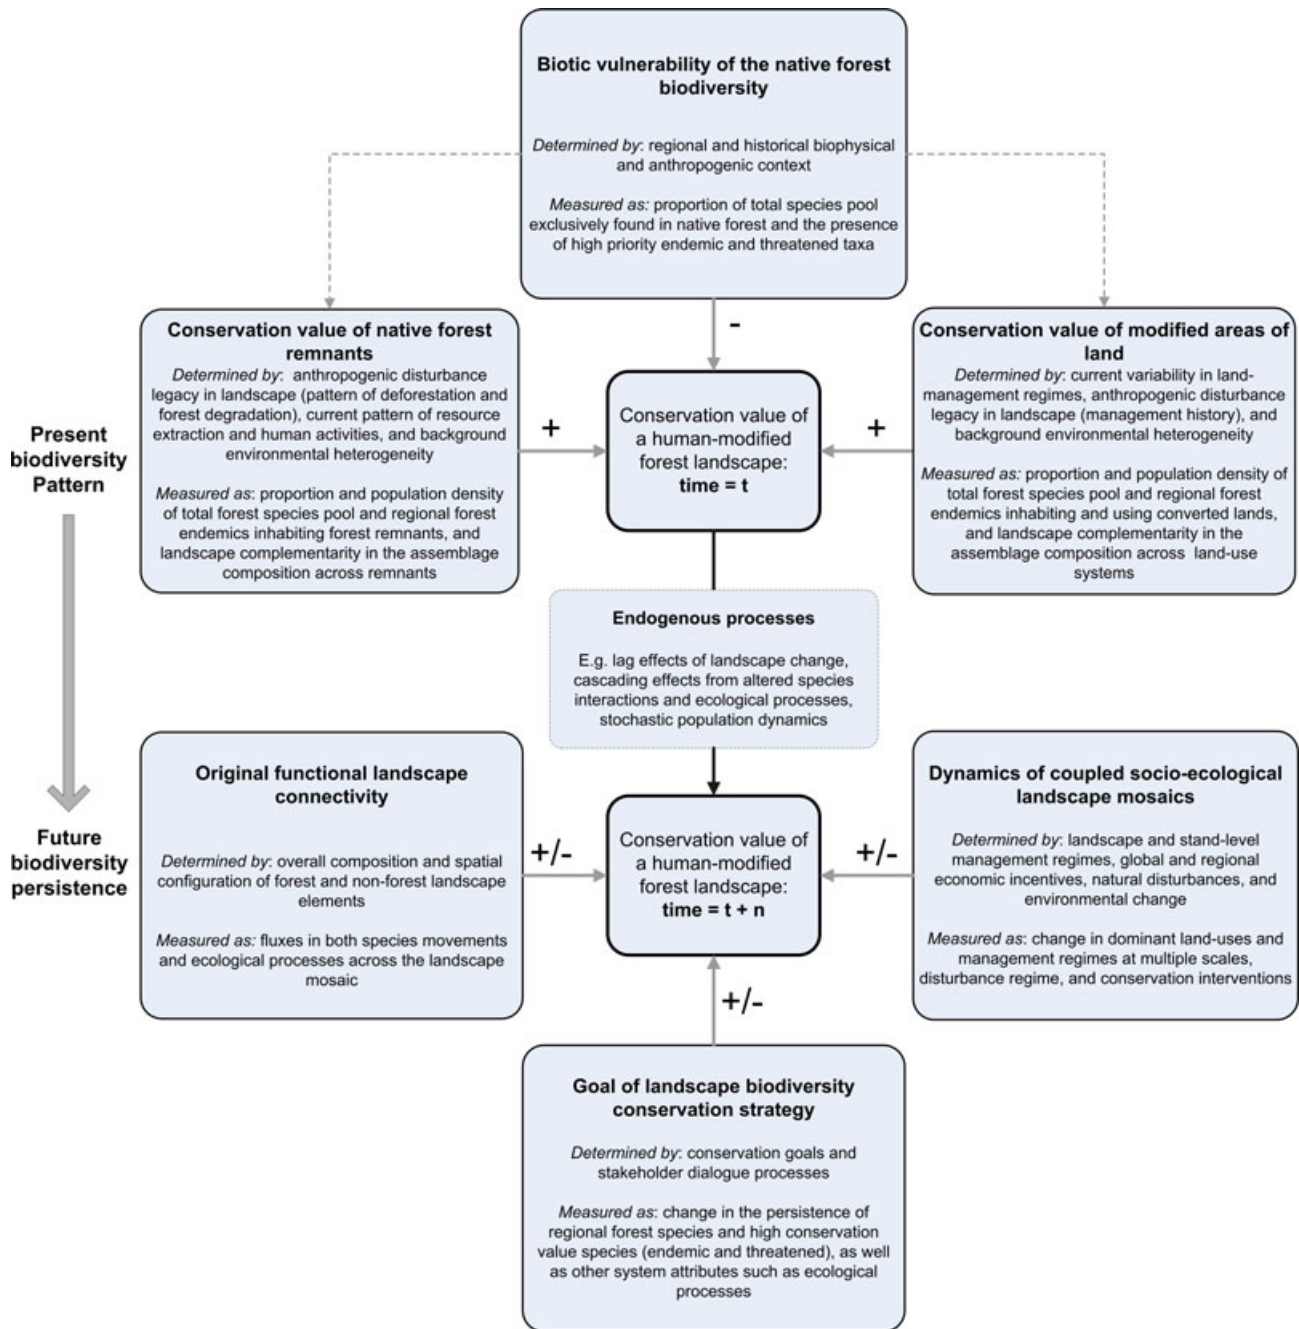 Biotic vulnerability of the native forest
biodiversity
Determined by: regional and historical biophysical
and anthropogenic context
Measured as: proportion of total species pool
exclusively found in native forest and the presence
of high priority endemic and threatened taxa
-
Present
biodiversity
Pattern
Conservation value of native forest
remnants
Determined by: anthropogenic disturbance
legacy in landscape (pattern of deforestation and
forest degradation), current pattern of resource
extraction and human activities, and background
environmental heterogeneity
Measured as: proportion and population density
of total forest species pool and regional forest
endemics inhabiting forest remnants, and
landscape complementarity in the assemblage
composition across remnants
+
Conservation value of
a human-modified
forest landscape:
time = t
+
Conservation value of modified areas of
land
Determined by: current variability in land-
management regimes, anthropogenic disturbance
legacy in landscape (management history), and
background environmental heterogeneity
Measured as: proportion and population density of
total forest species pool and regional forest
endemics inhabiting and using converted lands,
and landscape complementarity in the
assemblage composition across land-use
systems
Endogenous processes
E.g. lag effects of landscape change,
cascading effects from altered species
interactions and ecological processes,
stochastic population dynamics
Future
biodiversity
persistence
Original functional landscape
connectivity
Determined by: overall composition and spatial
configuration of forest and non-forest landscape
elements
Measured as: fluxes in both species movements
and ecological processes across the landscape
mosaic
+/-
Conservation value of
a human-modified
forest landscape:
time = t + n
+/-
Dynamics of coupled socio-ecological
landscape mosaics
Determined by: landscape and stand-level
management regimes, global and regional
economic incentives, natural disturbances, and
environmental change
Measured as: change in dominant land-uses and
management regimes at multiple scales,
disturbance regime, and conservation interventions
+/-
Goal of landscape biodiversity
conservation strategy
Determined by: conservation goals and
stakeholder dialogue processes
Measured as: change in the persistence of
regional forest species and high conservation
value species (endemic and threatened), as well
as other system attributes such as ecological
processes